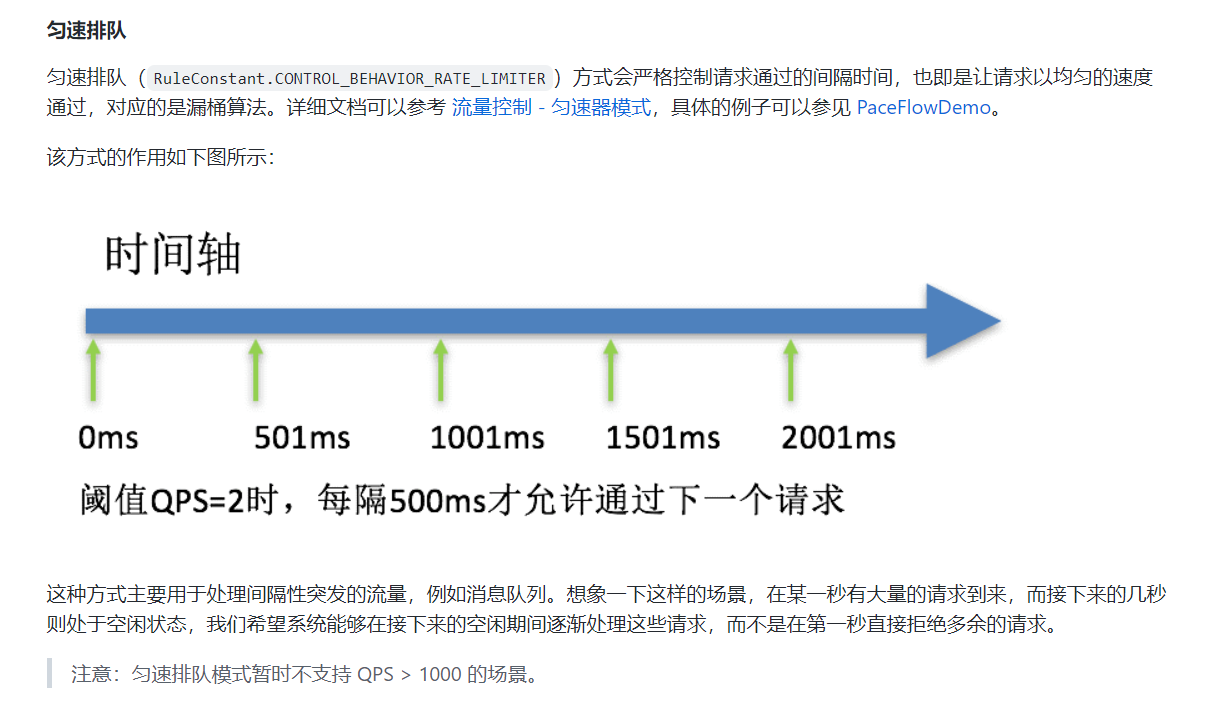 匀速排队
匀速排队（RuleConstant.CONTROL_BEHAVIOR_RATE_LIMITER）方式会严格控制请求通过的间隔时间，也即是让请求以均匀的速度
通过，对应的是漏桶算法。详细文档可以参考 流量控制 - 匀速器模式，具体的例子可以参见 PaceFlowDemo。
该方式的作用如下图所示：
时间轴
0ms 501ms 1001ms 1501ms 2001ms
阈值QPS=2时，每隔500ms才允许通过下一个请求
这种方式主要用于处理间隔性突发的流量，例如消息队列。想象一下这样的场景，在某一秒有大量的请求到来，而接下来的几秒
则处于空闲状态，我们希望系统能够在接下来的空闲期间逐渐处理这些请求，而不是在第一秒直接拒绝多余的请求。
注意：匀速排队模式暂时不支持 QPS > 1000 的场景。